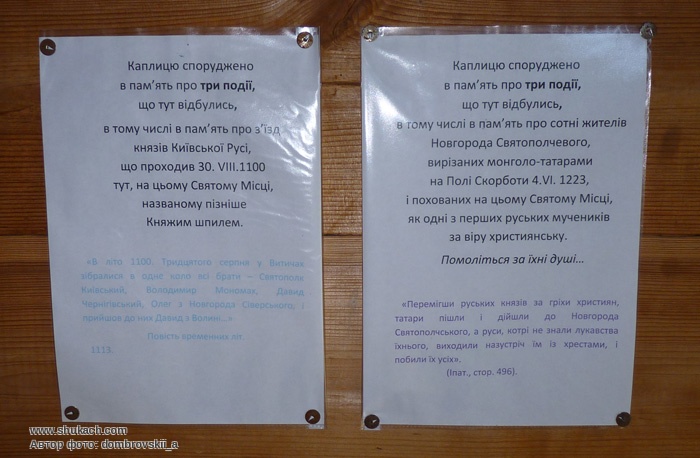 Каплицю споруджено
в пам'ять про три події,
що тут відбулись,
в тому числі в память про з'їзд
князів Київської Русі,
що проходив 30. VIII.1100
тут, на цьому Святому Місці,
названому пізніше
Княжим шпилем.
«В літо 1100. Тридцятого серпня у Витичах
зібралися в одне коло всі брати – Святополк
Київський, Володимир Мономах, Давид
Чернігівський, Олег з Новгорода Сіверського, і
прийшов до них Давид з Волині...»
Повість временних літ.
1113.
Каплицю споруджено
в пам'ять про три події,
що тут відбулись,
в тому числі в пам'ять про сотні жителів
Новгорода Святополчевого,
вирізаних монголо-татарами
на Полі Скорботи 4.VI. 1223,
і похованих на цьому Святому Місці,
як одні з перших руських мучеників
за віру християнську.
Помоліться за їхні душі...
«Перемігши руських князів за гріхи християн,
татари пішли і дійшли до Новгорода
Святополчського, а руси, котрі не знали лукавства
їхнього, виходили назустріч їм із хрестами, і
побили їх усіх».
(Іпат., стор. 496).
www.shukach.com
Автор фото: dombrovskii_a